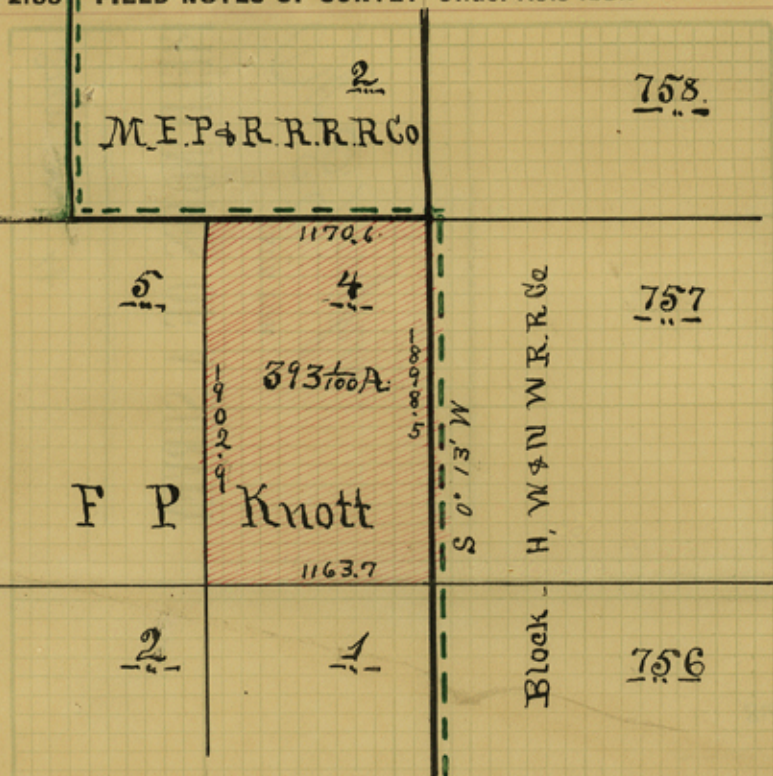 FIELD NOTES OF SURVEY
2
758.
M.E.P & R R.R.R Co
1170.6
5
4
757
393 1/100 A.
1902.9
1898.5
S 0° 13' W
Block - H, W & N W R.R Co
F P Knott
1163.7
2
1
756